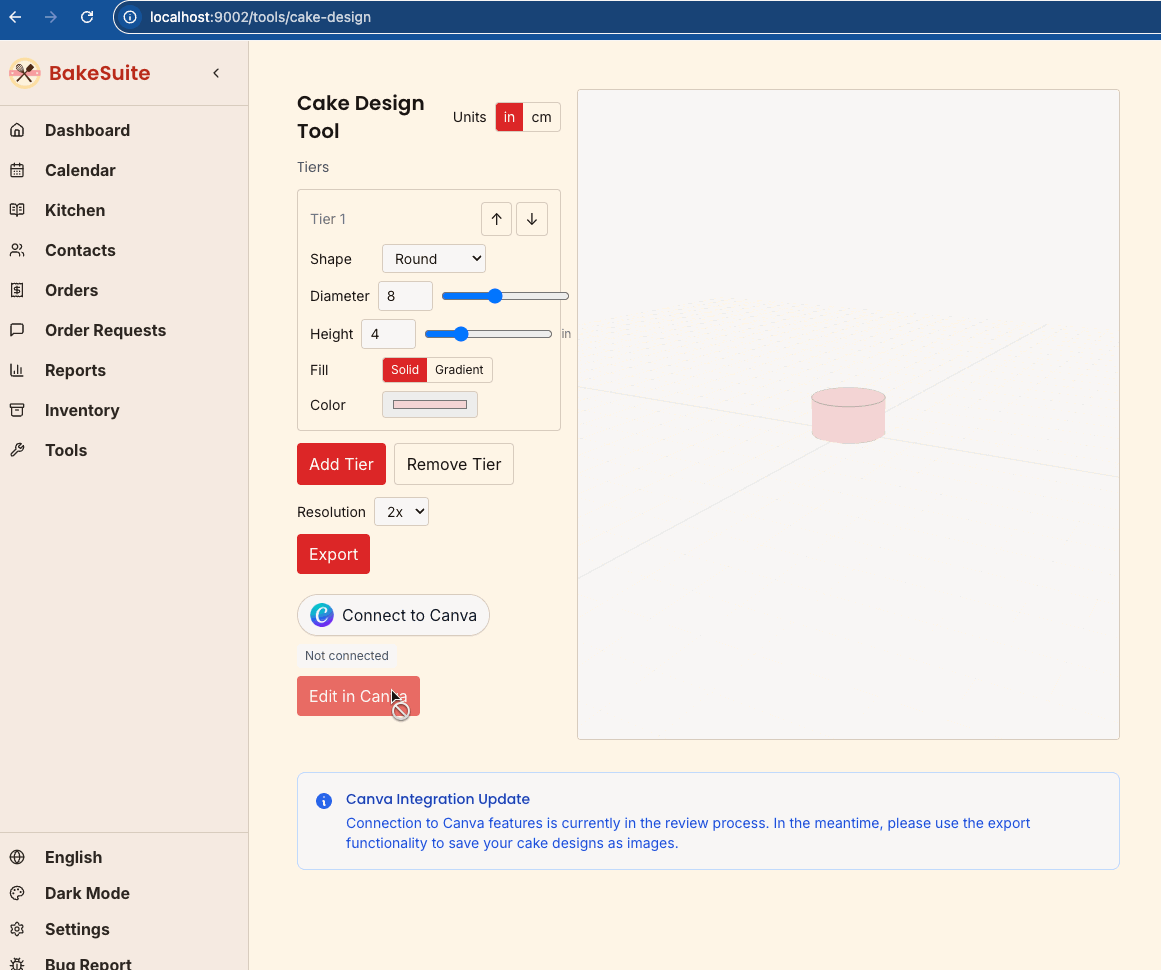 localhost:9002/tools/cake-design
BakeSuite
Dashboard
Calendar
Kitchen
Contacts
Orders
Order Requests
Reports
Inventory
Tools
English
Dark Mode
Settings
Bug Report
Cake Design
Tool
Units in cm
Tiers
Tier 1
Shape Round
Diameter 8
Height 4 in
Fill Solid Gradient
Color
Add Tier Remove Tier
Resolution 2x
Export
C Connect to Canva
Not connected
Edit in Canva
Canva Integration Update
Connection to Canva features is currently in the review process. In the meantime, please use the export
functionality to save your cake designs as images.